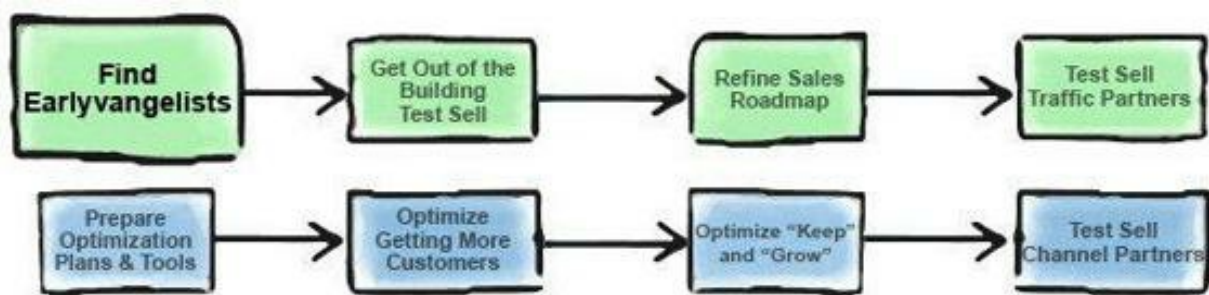 Find
Earlyvangelists
Get Out of the
Building
Test Sell
Refine Sales
Roadmap
Test Sell
Traffic Partners
Prepare
Optimization
Plans & Tools
Optimize
Getting More
Customers
Optimize “Keep”
and “Grow”
Test Sell
Channel Partners